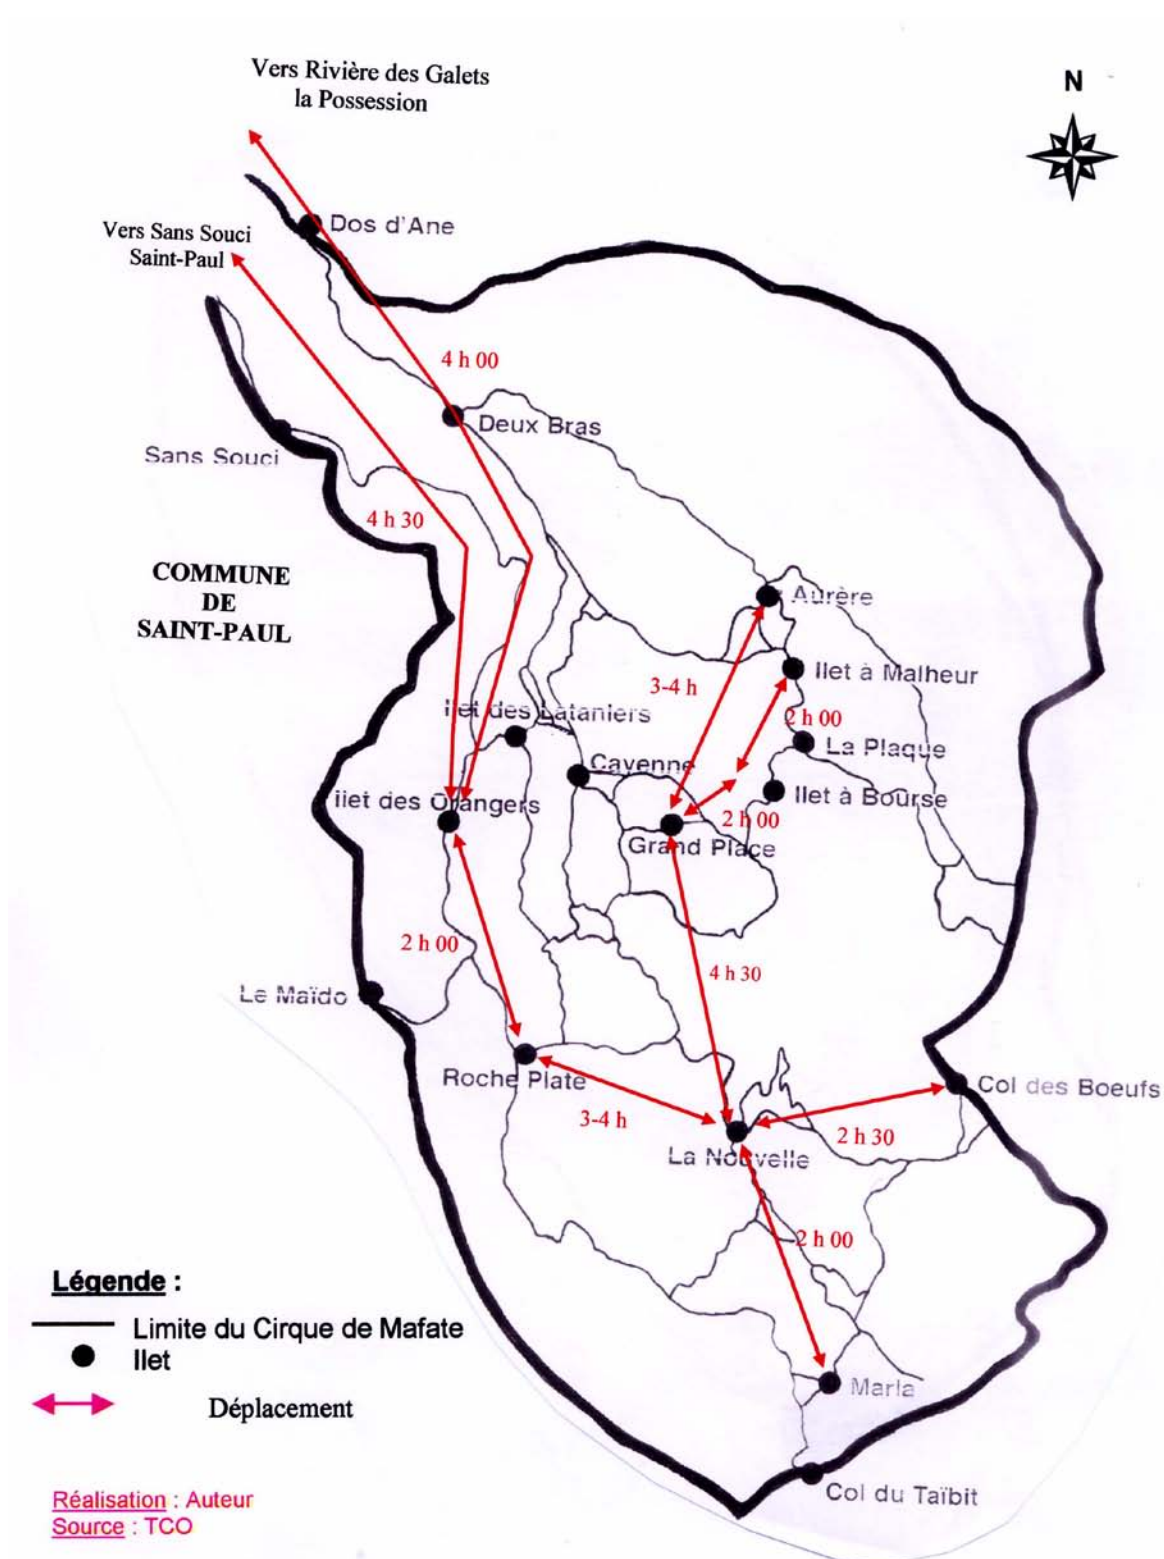 Vers Rivière des Galets
la Possession
N
Dos d'Ane
Vers Sans Souci
Saint-Paul
4 h 00
Deux Bras
Sans Souci
4 h 30
COMMUNE
DE
SAINT-PAUL
Aurère
Ilet à Malheur
3-4 h
Ilet des Lataniers
2 h 00
La Plaque
Cayenne
Ilet des Orangers
Ilet à Bourse
2 h 00
Grand Place
2 h 00
4 h 30
Le Maïdo
Roche Plate
Col des Boeufs
3-4 h
2 h 30
La Nouvelle
2 h 00
Légende :
Limite du Cirque de Mafate
Ilet
Marla
Déplacement
Col du Taïbit
Réalisation : Auteur
Source : TCO